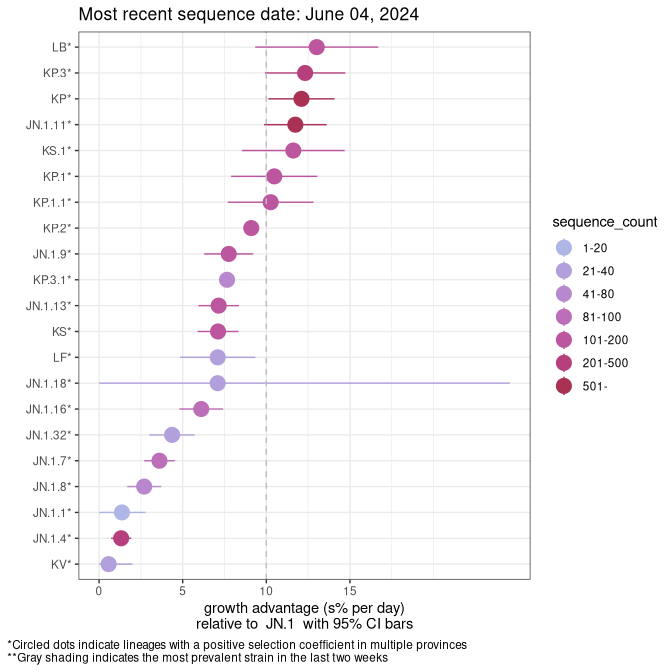 Most recent sequence date: June 04, 2024
LB*
KP.3*
KP*
JN.1.11*
KS.1*
KP.1*
KP.1.1*
KP.2*
JN.1.9*
KP.3.1*
JN.1.13*
KS*
LF*
JN.1.18*
JN.1.16*
JN.1.32*
JN.1.7*
JN.1.8*
JN.1.1*
JN.1.4*
KV*
0 5 10 15
growth advantage (s% per day)
relative to JN.1 with 95% CI bars
sequence_count
1-20
21-40
41-80
81-100
101-200
201-500
501-
*Circled dots indicate lineages with a positive selection coefficient in multiple provinces
**Gray shading indicates the most prevalent strain in the last two weeks